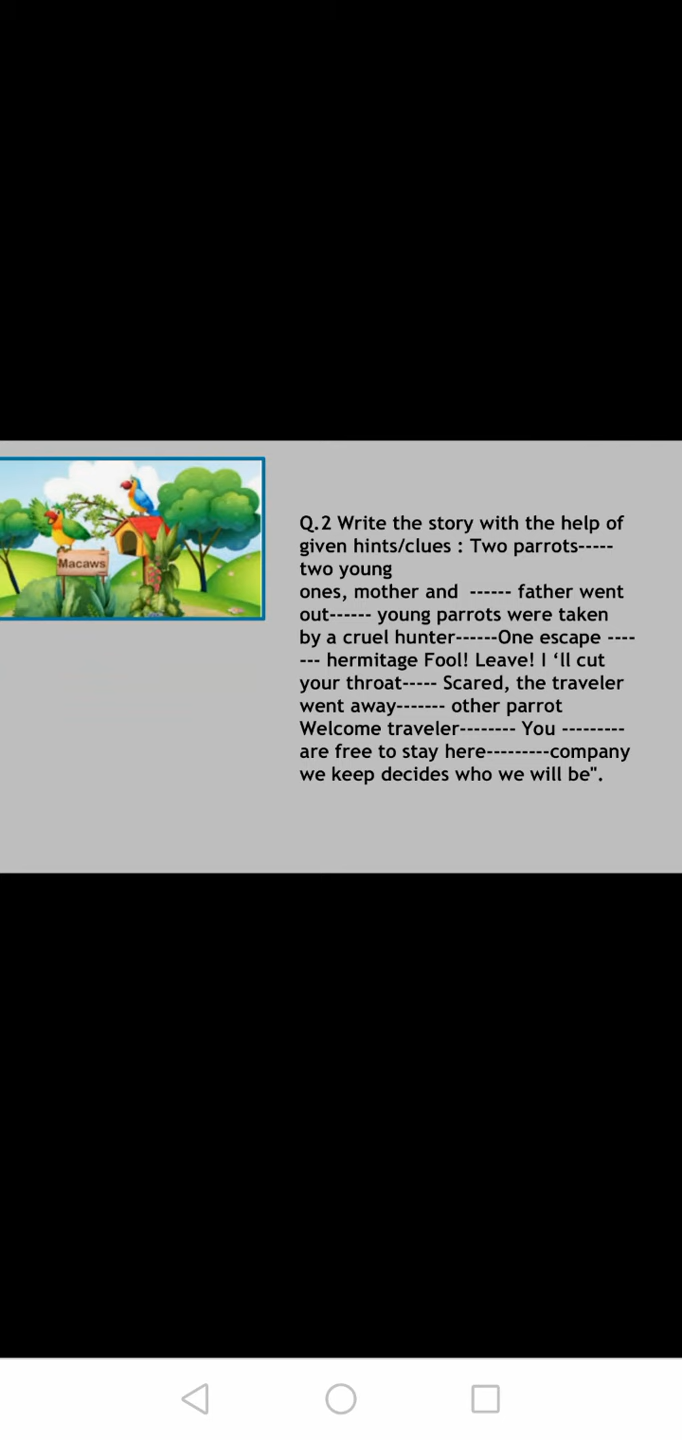 Macaws
Q.2 Write the story with the help of
given hints/clues : Two parrots-----
two young
ones, mother and  ------ father went
out------ young parrots were taken
by a cruel hunter------One escape ----
--- hermitage Fool! Leave! I ‘ll cut
your throat----- Scared, the traveler
went away------- other parrot
Welcome traveler-------- You ---------
are free to stay here---------company
we keep decides who we will be".